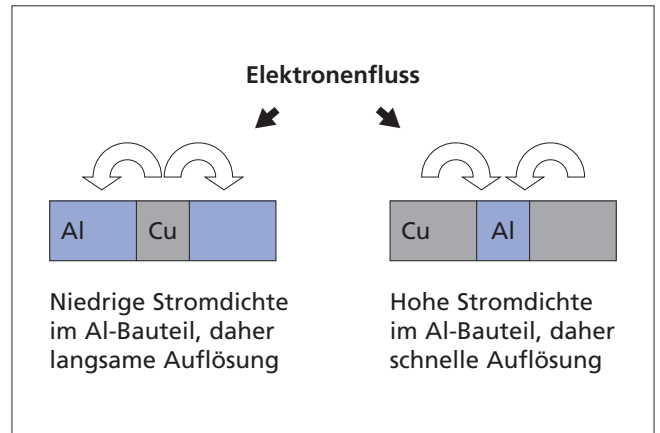 Elektronenfluss
Al
Cu
Cu
Al
Niedrige Stromdichte
im Al-Bauteil, daher
langsame Auflösung
Hohe Stromdichte
im Al-Bauteil, daher
schnelle Auflösung